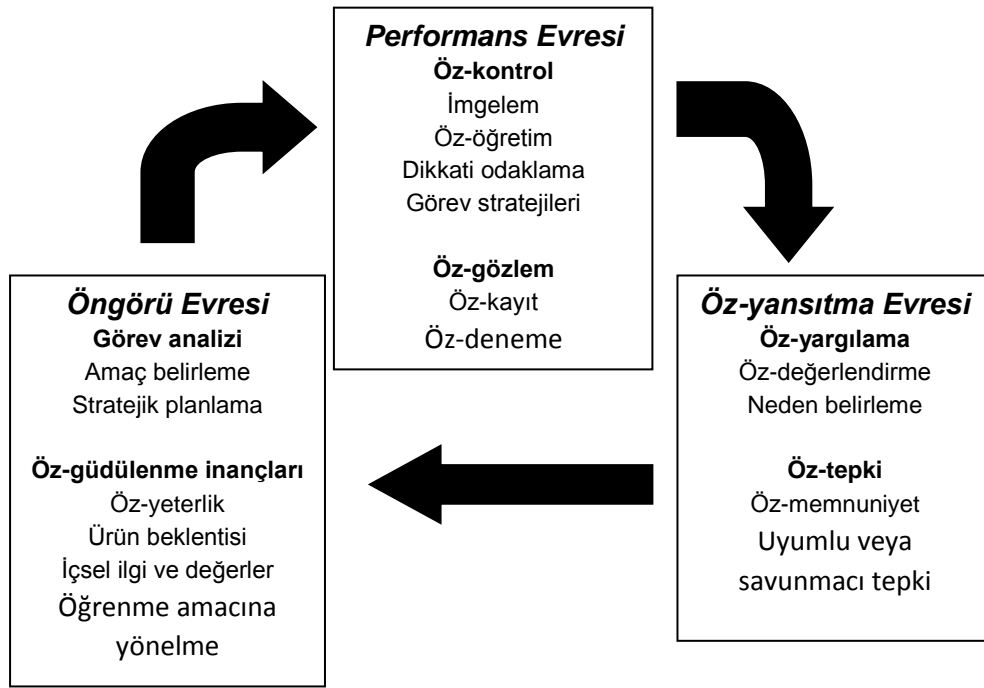 Performans Evresi
Öz-kontrol
İmgelem
Öz-öğretim
Dikkati odaklama
Görev stratejileri
Öz-gözlem
Öz-kayıt
Öz-deneme
Öngörü Evresi
Görev analizi
Amaç belirleme
Stratejik planlama
Öz-güdülenme inançları
Öz-yeterlik
Ürün beklentisi
İçsel ilgi ve değerler
Öğrenme amacına
yönelme
Öz-yansıtma Evresi
Öz-yargılama
Öz-değerlendirme
Neden belirleme
Öz-tepki
Öz-memnuniyet
Uyumlu veya
savunmacı tepki